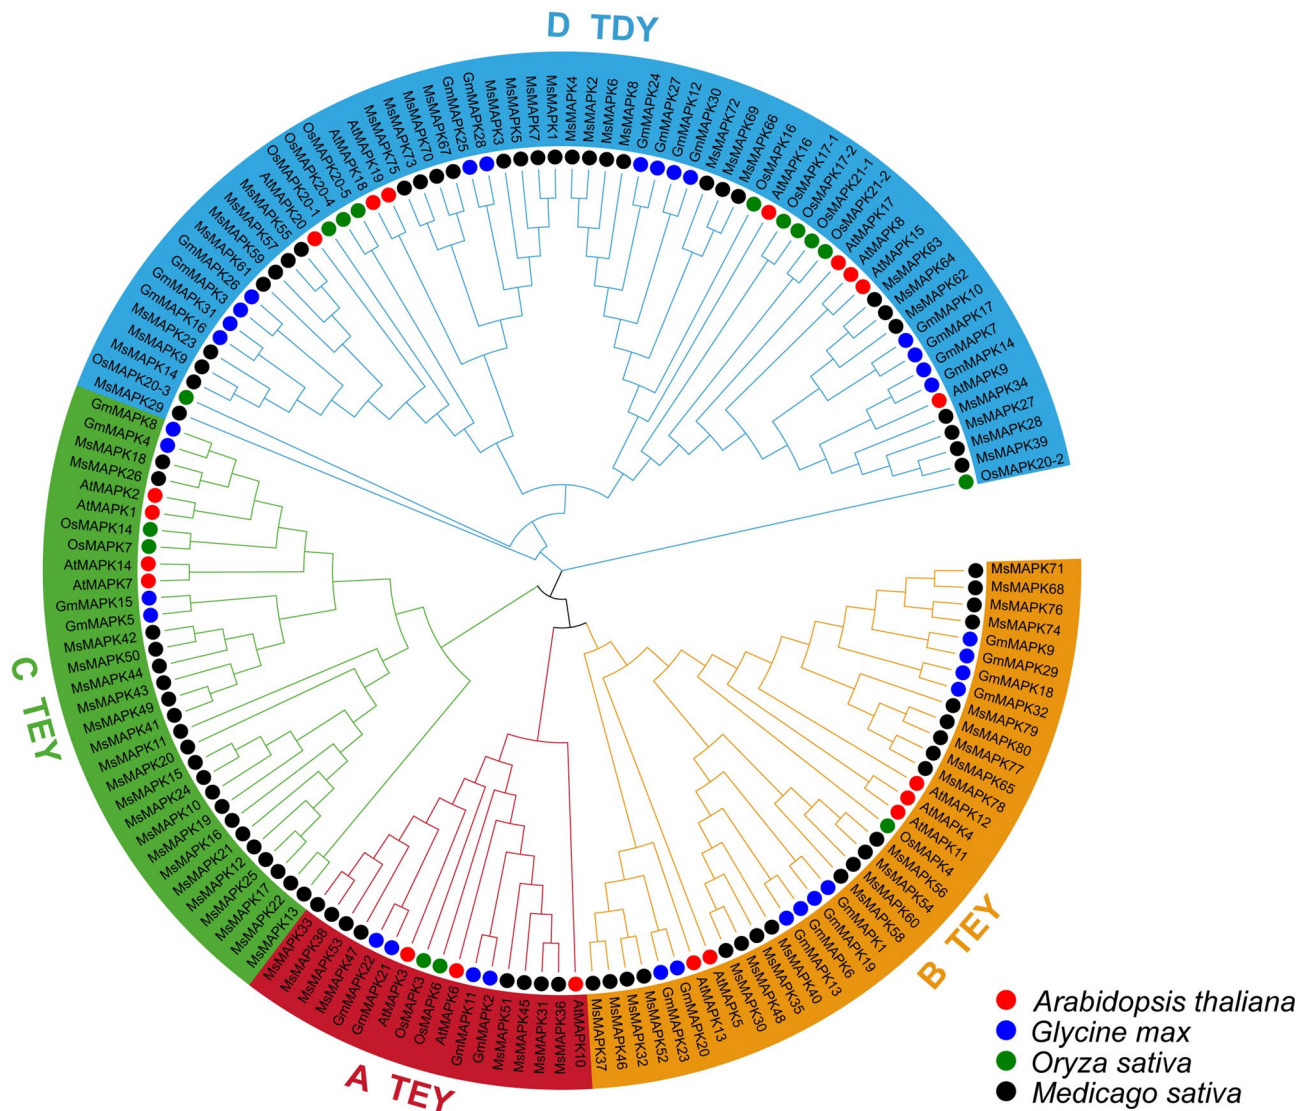 D TDY
MsMAPK29
OsMAPK20-3
MsMAPK14
MsMAPK9
MsMAPK23
GmMAPK16
GmMAPK31
GmMAPK3
GmMAPK26
MsMAPK61
MsMAPK59
MsMAPK57
MsMAPK55
AtMAPK20
OsMAPK20-1
OsMAPK20-4
OsMAPK20-5
AtMAPK18
AtMAPK19
MsMAPK75
MsMAPK73
MsMAPK70
MsMAPK67
GmMAPK25
GmMAPK28
MsMAPK3
MsMAPK5
MsMAPK7
MsMAPK1
MsMAPK4
MsMAPK2
MsMAPK6
MsMAPK8
GmMAPK24
GmMAPK27
GmMAPK12
GmMAPK30
MsMAPK72
MsMAPK69
MsMAPK66
OsMAPK16
AtMAPK16
OsMAPK17-1
OsMAPK17-2
OsMAPK21-1
OsMAPK21-2
AtMAPK17
AtMAPK8
AtMAPK15
MsMAPK63
MsMAPK64
MsMAPK62
GmMAPK10
GmMAPK17
GmMAPK7
GmMAPK14
AtMAPK9
MsMAPK34
MsMAPK27
MsMAPK28
MsMAPK39
OsMAPK20-2
MsMAPK71
MsMAPK68
MsMAPK76
MsMAPK74
GmMAPK9
GmMAPK29
GmMAPK18
GmMAPK32
MsMAPK79
MsMAPK80
MsMAPK77
MsMAPK65
MsMAPK78
AtMAPK12
AtMAPK4
AtMAPK11
OsMAPK4
MsMAPK56
MsMAPK54
MsMAPK60
MsMAPK58
GmMAPK1
GmMAPK19
GmMAPK6
GmMAPK13
MsMAPK40
MsMAPK35
MsMAPK48
MsMAPK30
AtMAPK5
AtMAPK13
GmMAPK20
GmMAPK23
MsMAPK52
MsMAPK32
MsMAPK46
MsMAPK37
B TEY
AtMAPK10
MsMAPK36
MsMAPK31
MsMAPK45
MsMAPK51
GmMAPK2
GmMAPK11
AtMAPK6
OsMAPK6
OsMAPK3
AtMAPK3
GmMAPK21
GmMAPK22
MsMAPK47
MsMAPK53
MsMAPK38
MsMAPK33
A TEY
MsMAPK13
MsMAPK22
MsMAPK17
MsMAPK25
MsMAPK12
MsMAPK21
MsMAPK16
MsMAPK19
MsMAPK10
MsMAPK24
MsMAPK15
MsMAPK20
MsMAPK11
MsMAPK41
MsMAPK49
MsMAPK43
MsMAPK44
MsMAPK50
MsMAPK42
GmMAPK5
GmMAPK15
AtMAPK7
AtMAPK14
OsMAPK7
OsMAPK14
AtMAPK1
AtMAPK2
MsMAPK26
MsMAPK18
GmMAPK4
GmMAPK8
C TEY
Arabidopsis thaliana
Glycine max
Oryza sativa
Medicago sativa